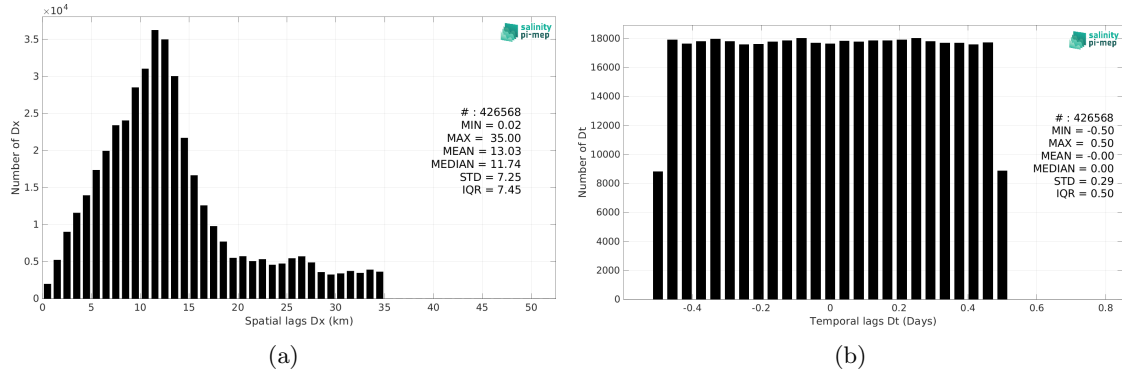 ×10^4
3.5
3
2.5
2
1.5
1
0.5
0
Number of Dx
0 5 10 15 20 25 30 35 40 45 50
Spatial lags Dx (km)
salinity
pi-mep
# : 426568
MIN = 0.02
MAX = 35.00
MEAN = 13.03
MEDIAN = 11.74
STD = 7.25
IQR = 7.45
(a)
18000
16000
14000
12000
10000
8000
6000
4000
2000
0
Number of Dt
-0.4 -0.2 0 0.2 0.4 0.6 0.8
Temporal lags Dt (Days)
salinity
pi-mep
# : 426568
MIN = -0.50
MAX = 0.50
MEAN = -0.00
MEDIAN = 0.00
STD = 0.29
IQR = 0.50
(b)